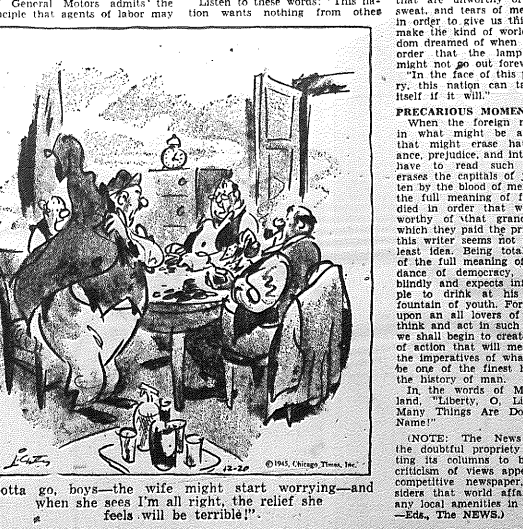 General Motors admits the
ciple that agents of labor may
Listen to these words: "This na-
tion wants nothing from other
that are unworthy of
sweat, and tears of me
in order to give us thi
make the kind of worl
dom dreamed of when
order that the lamp
might not go out forev
"In the face of this
ry, this nation can ta
itself if it will."
PRECARIOUS MOMEN
When the foreign
in what might be a
that might erase ha
ance, prejudice, and int
have to read such
erases the capitals of
ten by the blood of me
the full meaning of f
died in order that w
worthy of that gran
which they paid the pri
this writer seems not
least idea. Being tota
of the full meaning of
dance of democracy,
blindly and expects in
ple to drink at his
fountain of youth. For
upon an all lovers of
think and act in such
we shall begin to creat
of action that will me
the imperatives of wha
be one of the finest
the history of man.
In the words of M
land, "Liberty, O, Li
Many Things Are Do
Name!"
(NOTE: The News
the doubtful propriety
ting its columns to b
criticism of views appe
competitive newspaper,
siders that world affa
any local amenities in
—Eds. The NEWS.)
12-20
©1945, Chicago Times, Inc.
otta go, boys—the wife might start worrying—and
when she sees I'm all right, the relief she
feels will be terrible!"